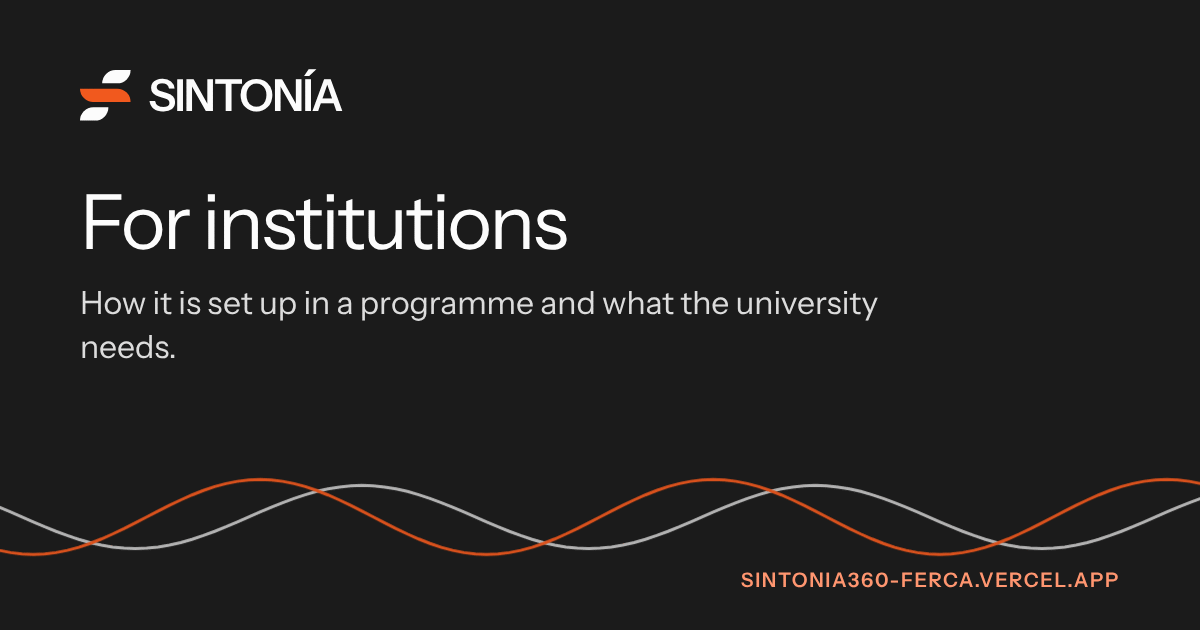 SINTONÍA
For institutions
How it is set up in a programme and what the university
needs.
SINTONIA360-FERCA.VERCEL.APP